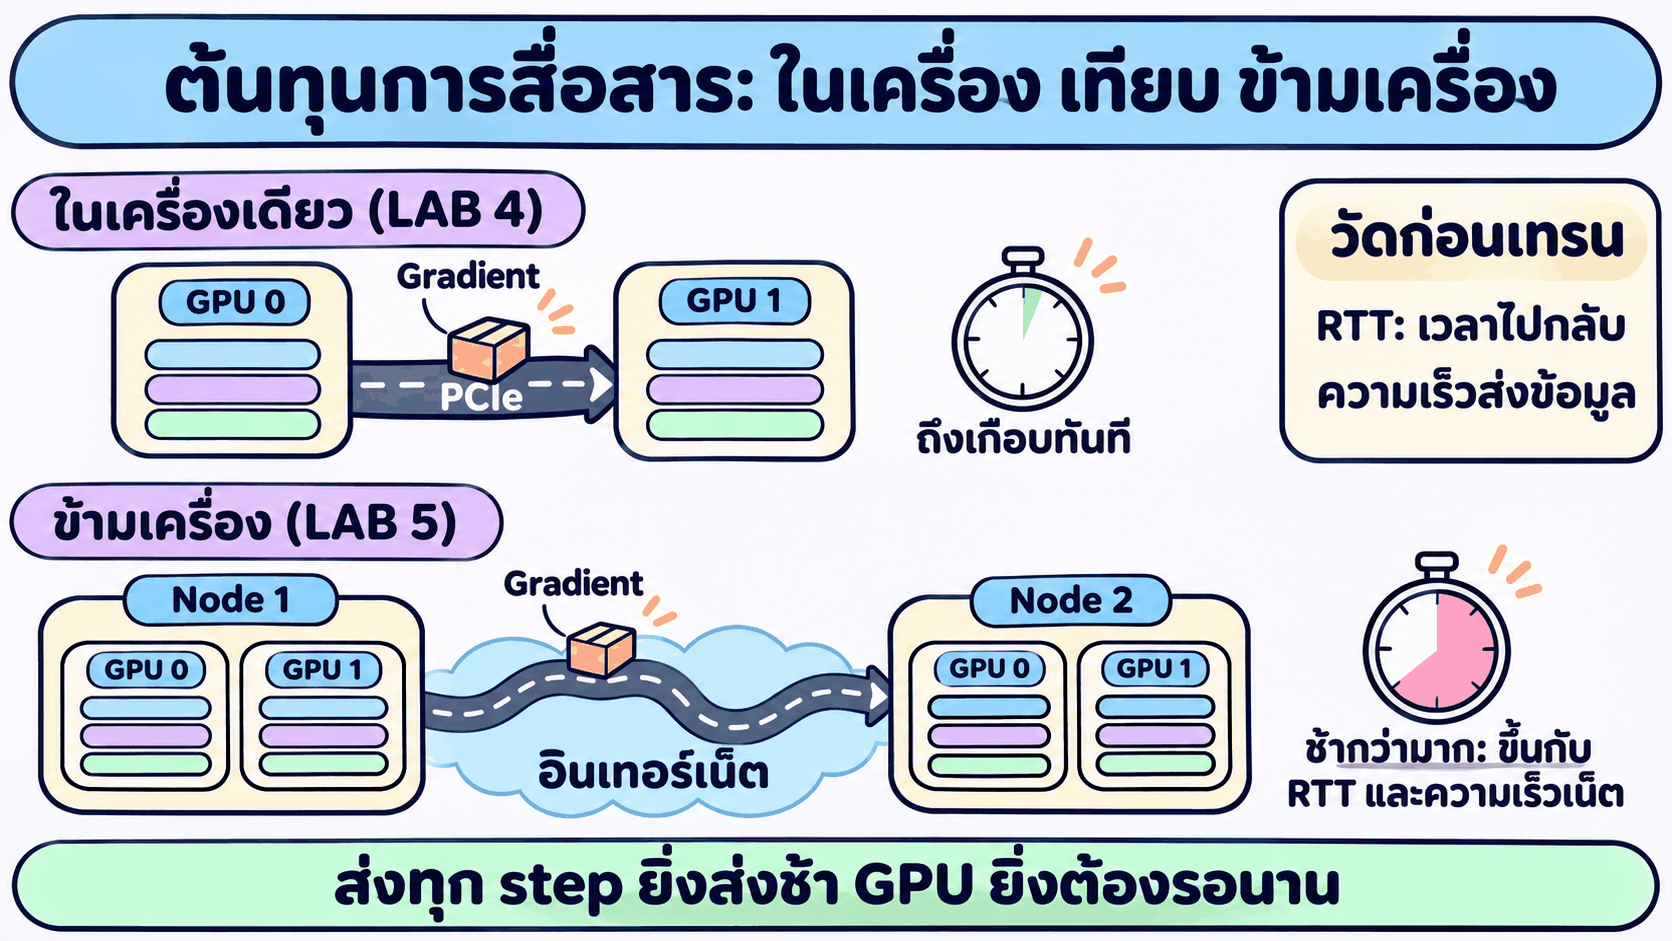 ต้นทุนการสื่อสาร: ในเครื่อง เทียบ ข้ามเครื่อง
ในเครื่องเดียว (LAB 4)
GPU 0
Gradient
PCIe
GPU 1
ถึงเกือบทันที
วัดก่อนเทรน
RTT: เวลาไปกลับ
ความเร็วส่งข้อมูล
ข้ามเครื่อง (LAB 5)
Node 1
GPU 0
GPU 1
Gradient
อินเทอร์เน็ต
Node 2
GPU 0
GPU 1
ช้ากว่ามาก: ขึ้นกับ
RTT และความเร็วเน็ต
ส่งทุก step ยิ่งส่งช้า GPU ยิ่งต้องรอนาน